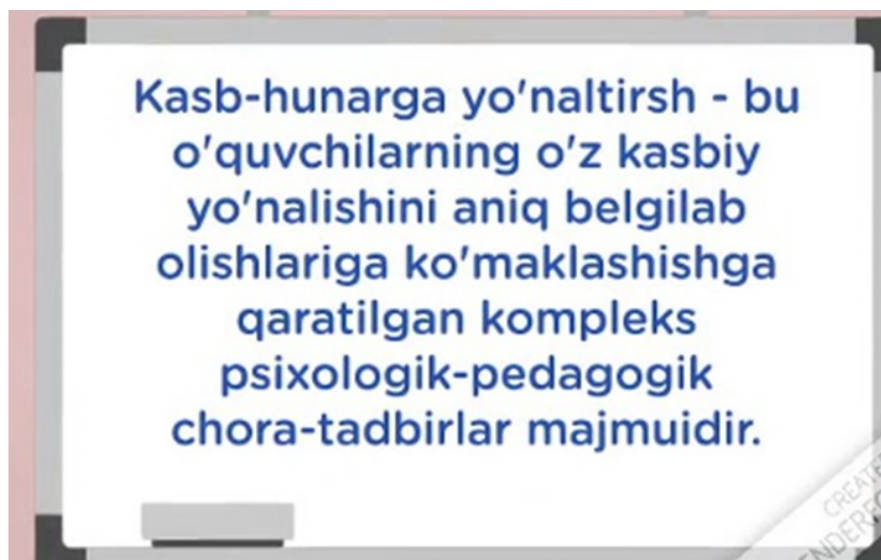 Kasb-hunarga yo'naltirsh - bu
o'quvchilarning o'z kasbiy
yo'nalishini aniq belgilab
olishlariga ko'maklashishga
qaratilgan kompleks
psixologik-pedagogik
chora-tadbirlar majmuidir.